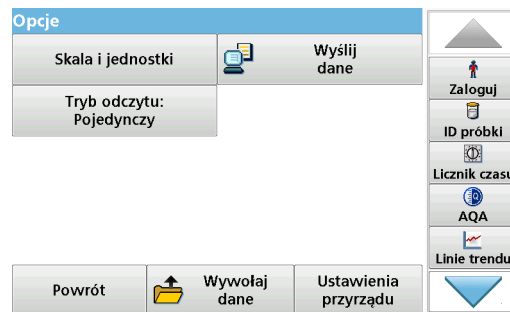 Opcje
Skala i jednostki
Wyślij
dane
Tryb odczytu:
Pojedynczy
Powrót
Wywołaj
dane
Ustawienia
przyrządu
Zaloguj
ID próbki
Licznik czasu
AQA
Linie trendu